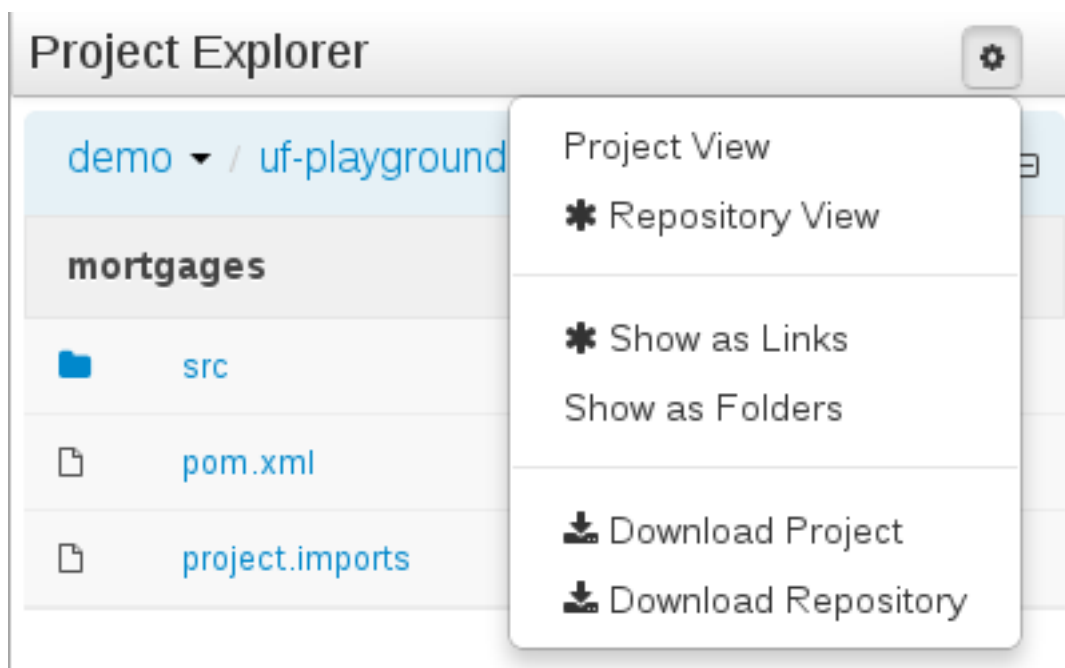 Project Explorer
demo / uf-playground
mortgages
src
pom.xml
project.imports
Project View
✱ Repository View
✱ Show as Links
Show as Folders
Download Project
Download Repository